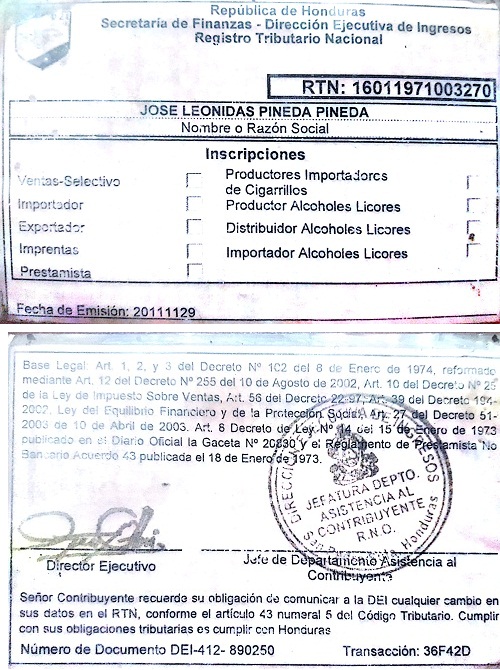 República de Honduras
Secretaría de Finanzas - Dirección Ejecutiva de Ingresos
Registro Tributario Nacional
RTN: 16011971003270
JOSE LEONIDAS PINEDA PINEDA
Nombre o Razón Social
Inscripciones
Ventas-Selectivo
Productores Importadores
de Cigarrillos
Importador
Productor Alcoholes Licores
Exportador
Distribuidor Alcoholes Licores
Imprentas
Importador Alcoholes Licores
Prestamista
Fecha de Emisión: 20111129
Base Legal: Art. 1, 2, y 3 del Decreto Nº 102 del 8 de Enero de 1974, reformado
mediante Art. 12 del Decreto Nº 255 del 10 de Agosto de 2002, Art. 10 del Decreto Nº 25
de la Ley de Impuesto Sobre Ventas, Art. 56 del Decreto 22-97, Art. 39 del Decreto 194-
2002, Ley del Equilibrio Financiero y de la Protección Social, Art. 27 del Decreto 51-
2003 de 10 de Abril de 2003. Art. 6 Decreto de Ley Nº 14 del 15 de Enero de 1973
publicado en el Diario Oficial la Gaceta Nº 20830 y el Reglamento de Prestamista No
Bancario Acuerdo 43 publicado el 18 de Enero de 1973.
JEFATURA DEPTO.
ASISTENCIA AL
CONTRIBUYENTE
R.N.O.
Honduras
Director Ejecutivo
Jefe de Departamento Asistencia al
Contribuyente
Señor Contribuyente recuerde su obligación de comunicar a la DEI cualquier cambio en
sus datos en el RTN, conforme el artículo 43 numeral 5 del Código Tributario. Cumplir
con sus obligaciones tributarias es cumplir con Honduras
Número de Documento DEI-412- 890250
Transacción: 36F42D